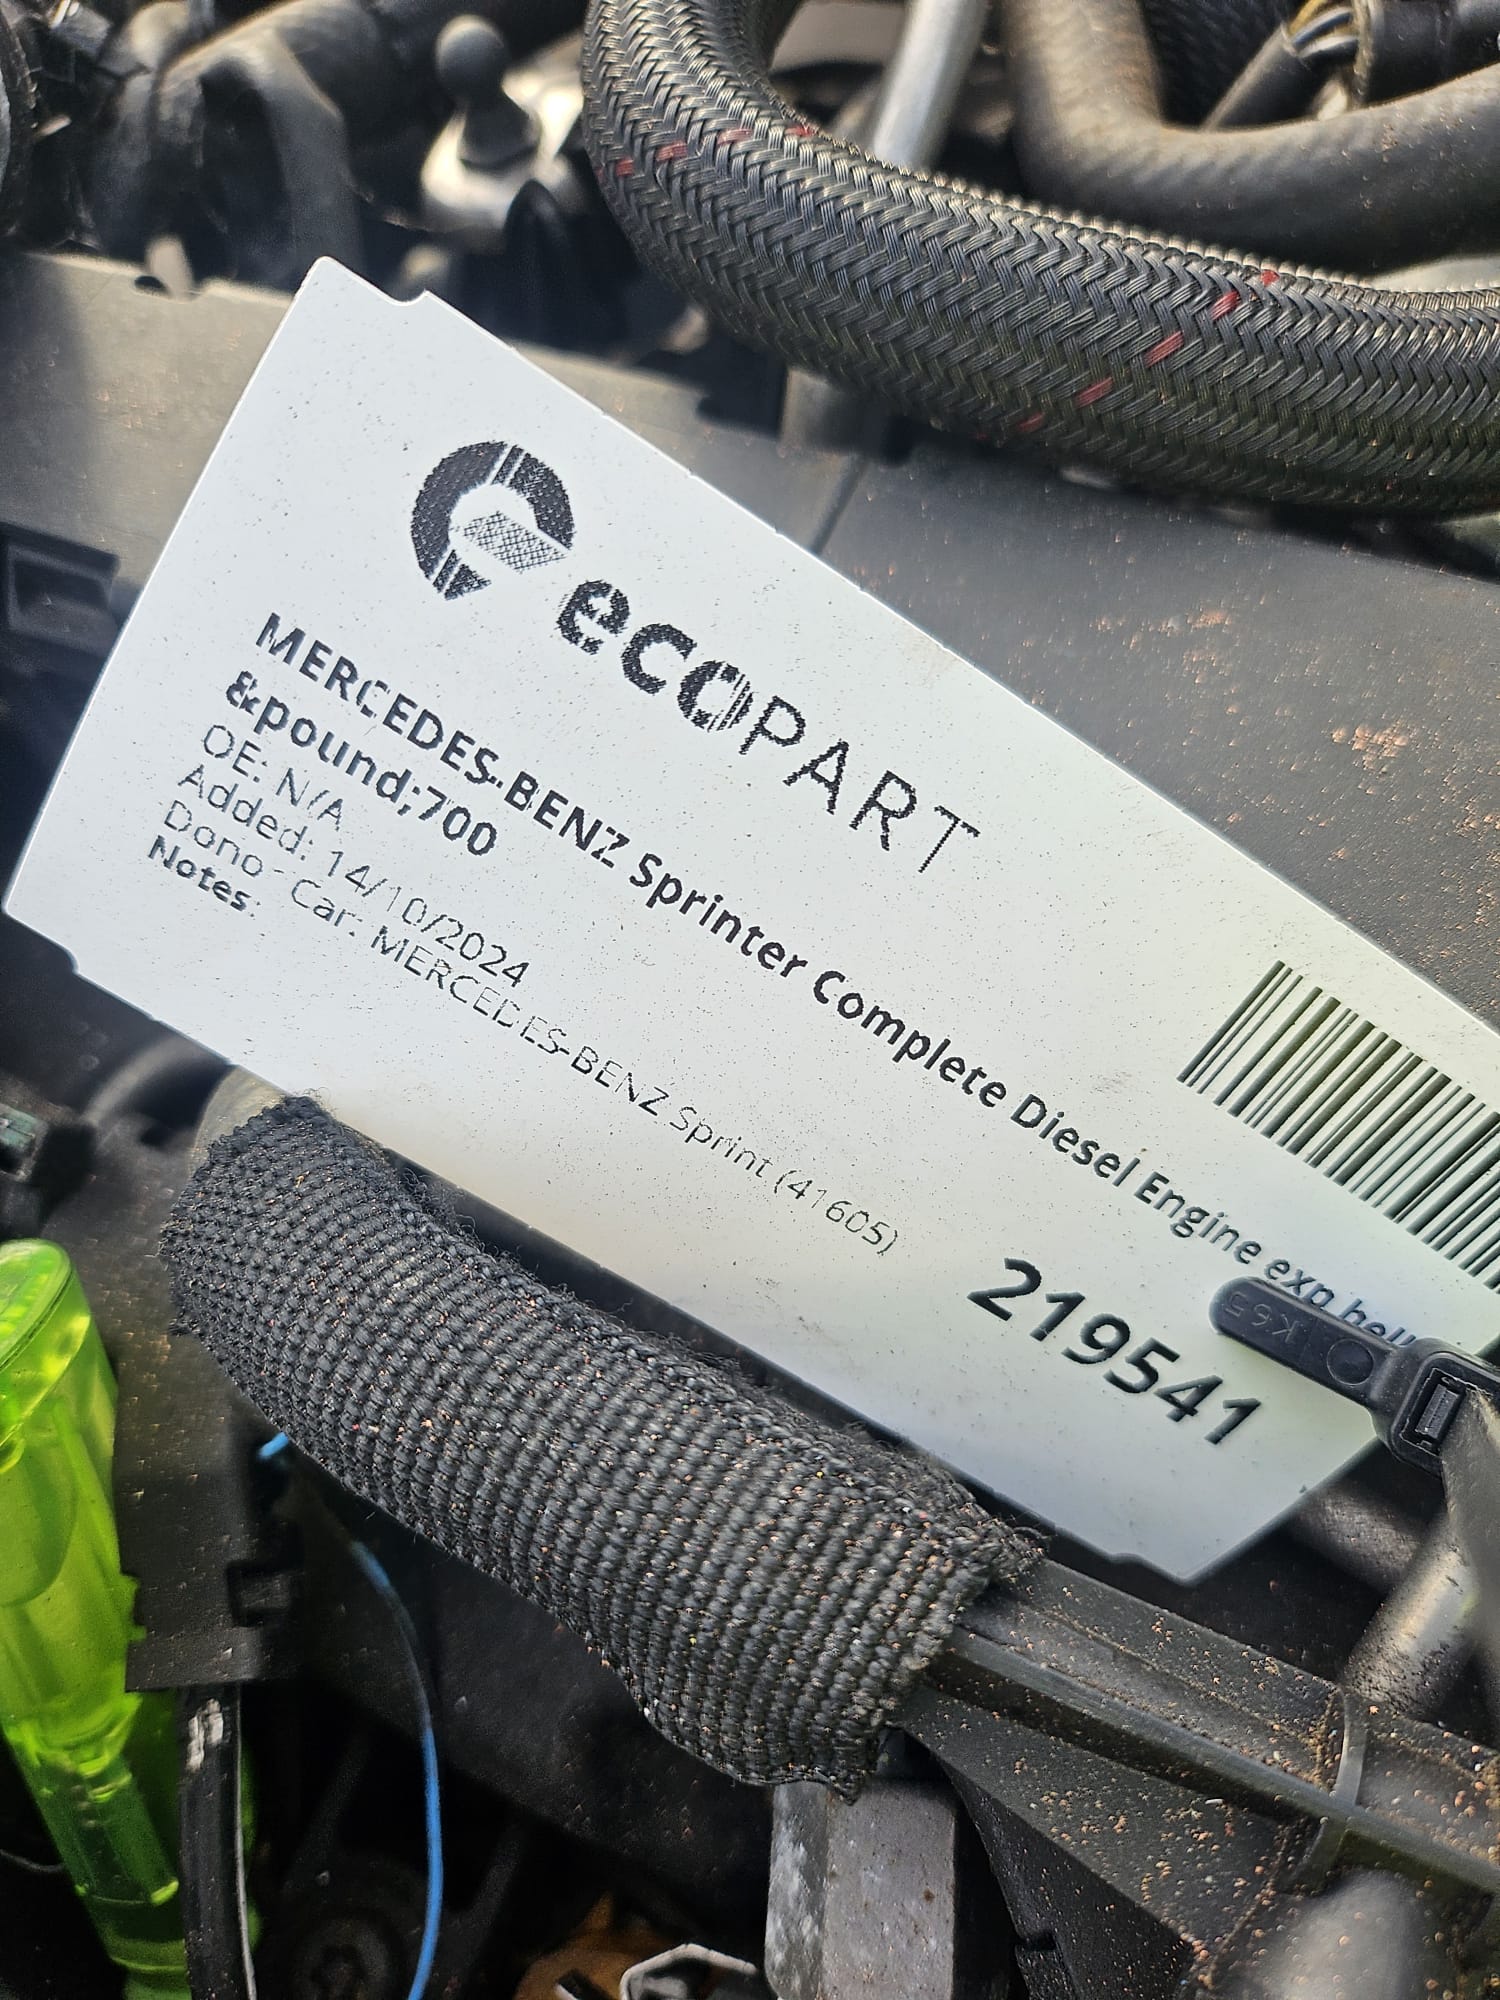 ecoPART
MERCEDES-BENZ Sprinter Complete Diesel Engine exp
&pound;700
OE: N/A
Added: 14/10/2024
Dono- Car: MERCEDES-BENZ Sprint (41605)
Notes:
219541
K65